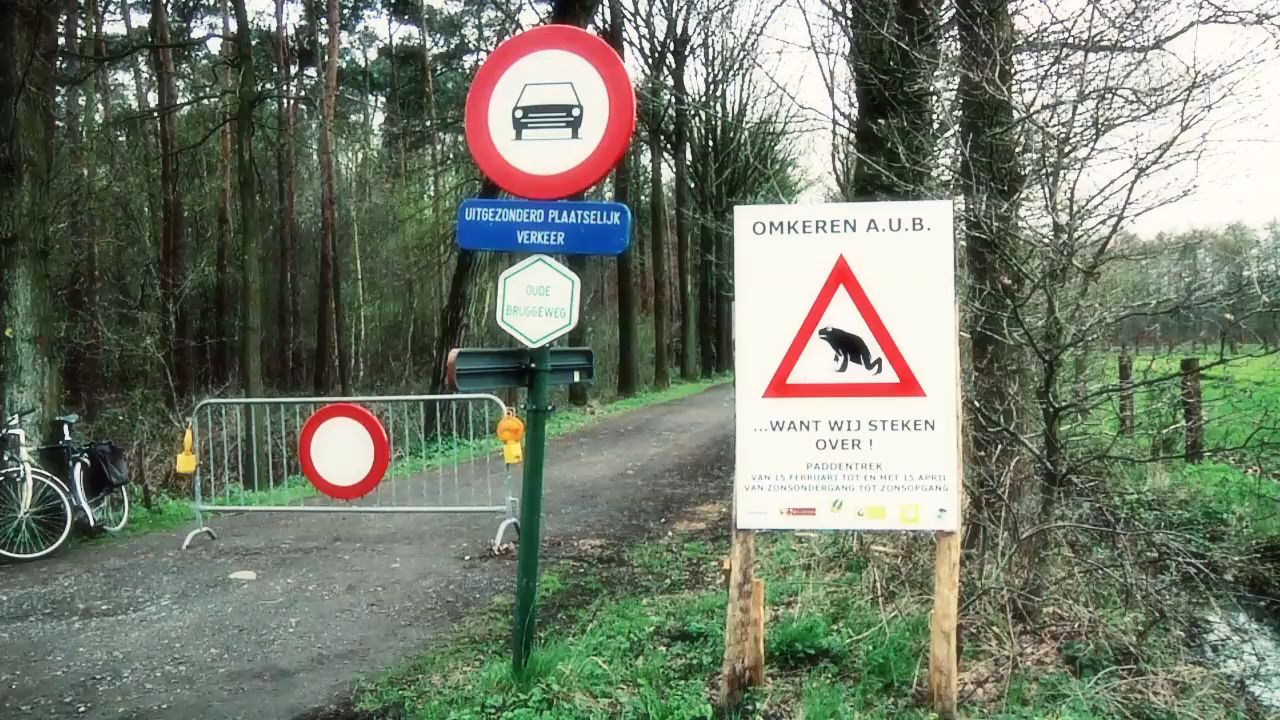 UITGEZONDERD PLAATSELIJK
VERKEER
OUDE
BRUGGEWEG
OMKEREN A.U.B.
...WANT WIJ STEKEN
OVER !
PADDENTREK
VAN 15 FEBRUARI TOT EN MET 15 APRIL
VAN ZONSONDERGANG TOT ZONSOPGANG